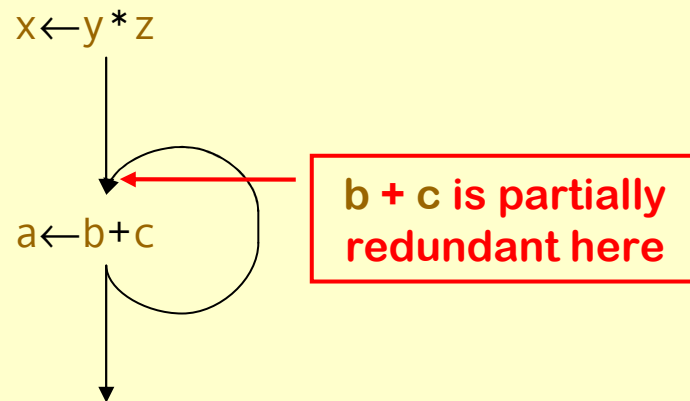 x←y*z
a←b+c
b + c is partially
redundant here